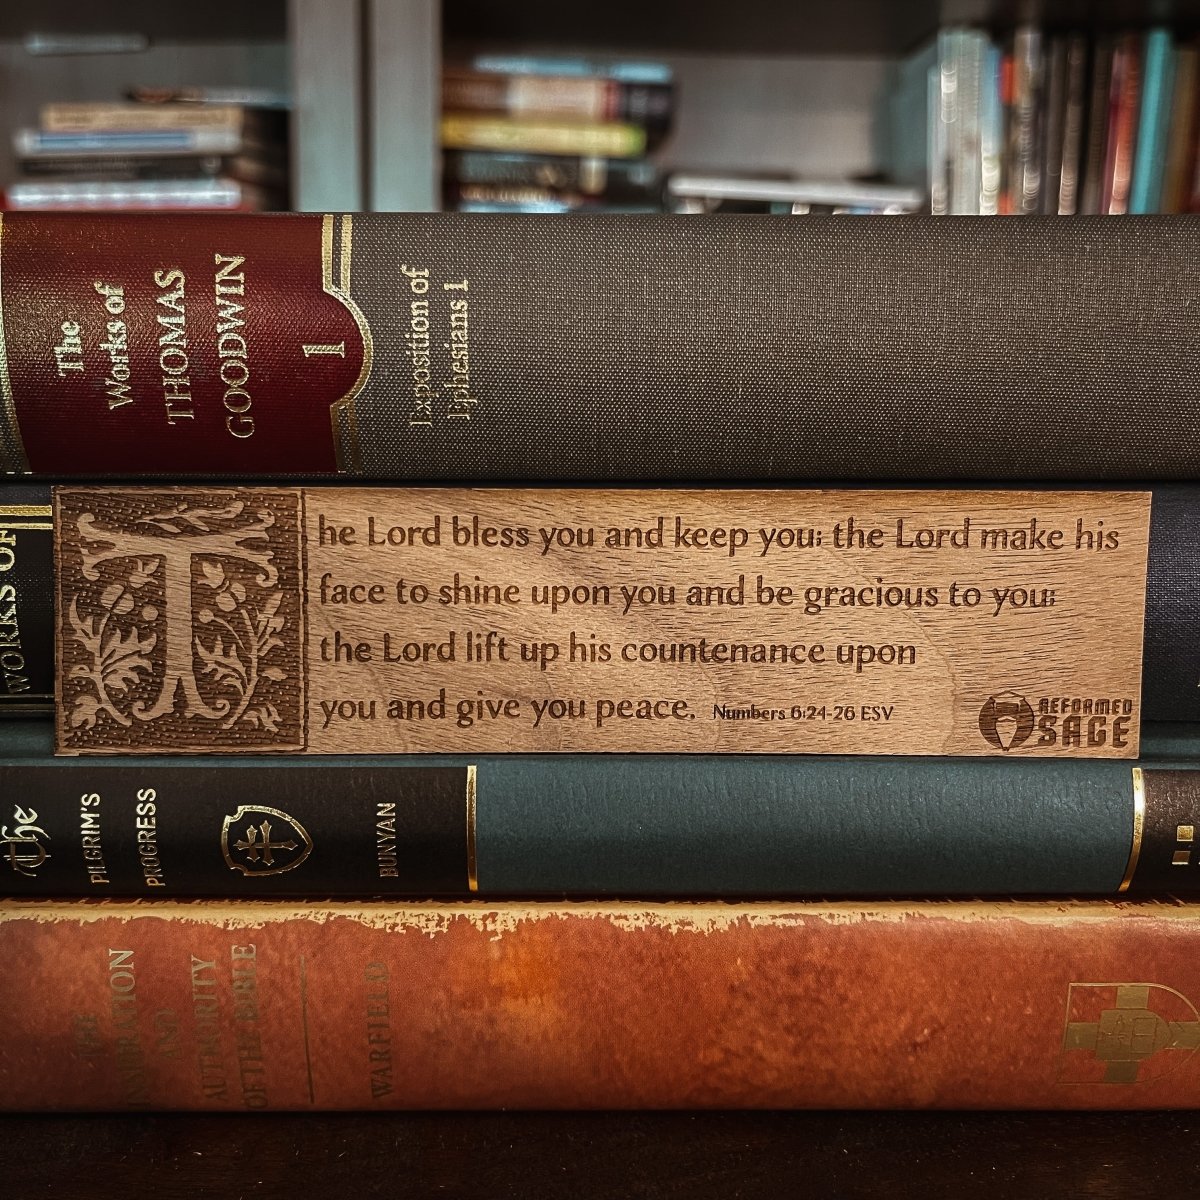 The
Works of
THOMAS
GOODWIN
1
Exposition of
Ephesians 1
WORKS OF
The Lord bless you and keep you; the Lord make his
face to shine upon you and be gracious to you;
the Lord lift up his countenance upon
you and give you peace. Numbers 6:24-26 ESV
REFORMED
SAGE
The
PILGRIM'S
PROGRESS
BUNYAN
THE
INSPIRATION
AND
AUTHORITY
OF THE BIBLE
WARFIELD